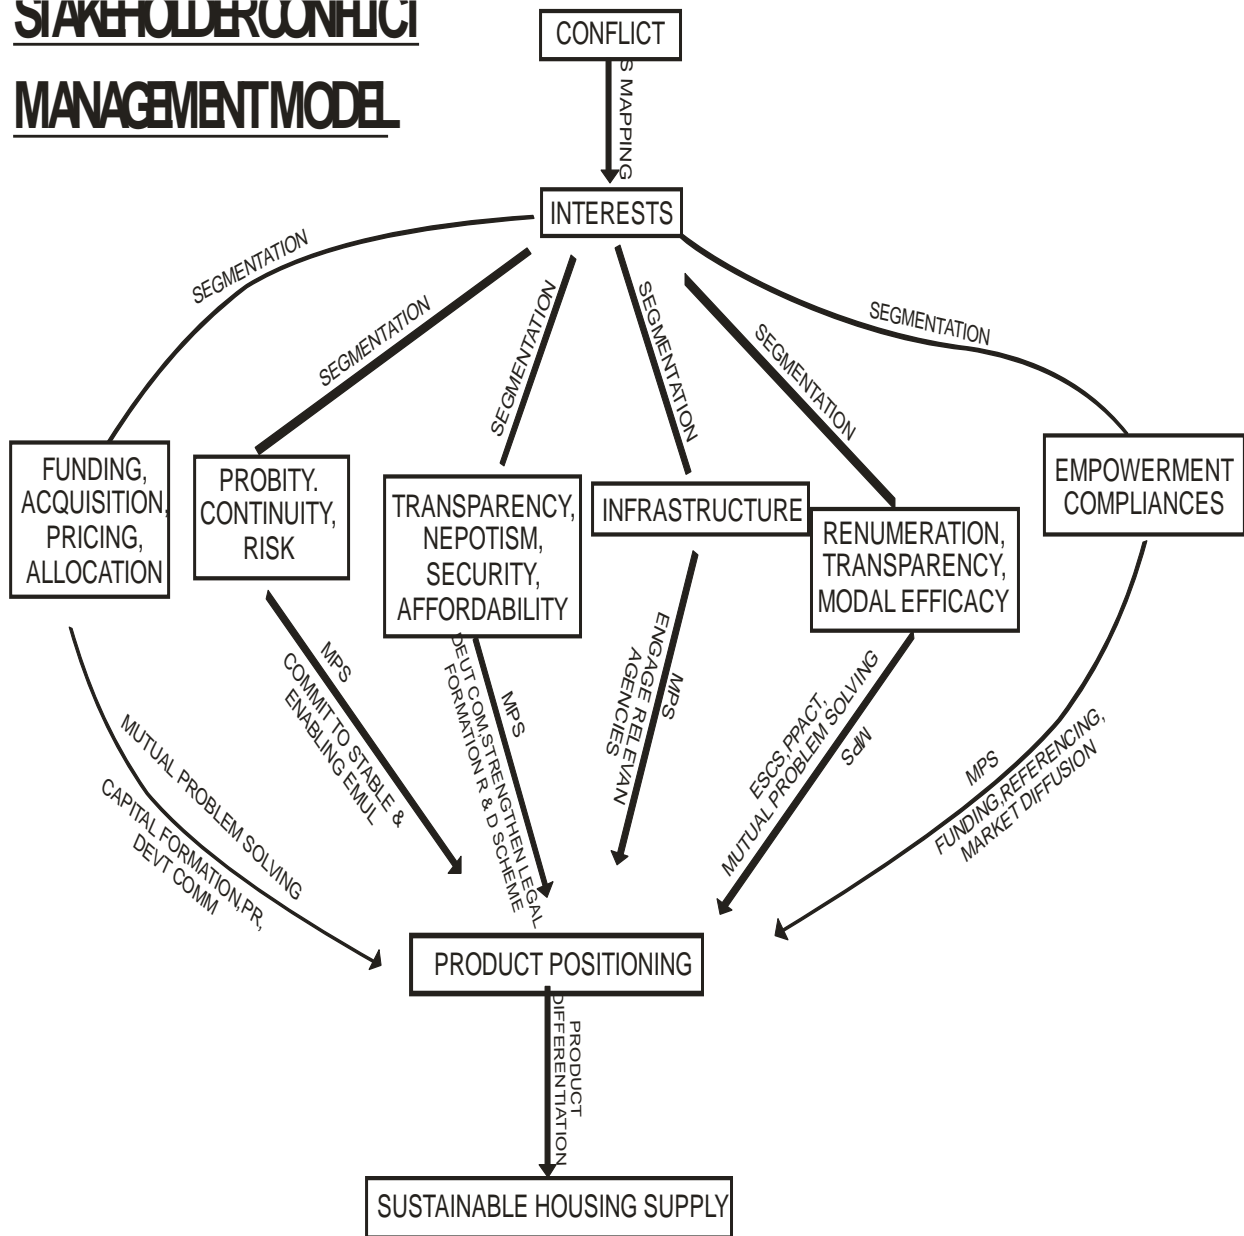 STAKEHOLDER CONFLICT
MANAGEMENT MODEL
CONFLICT
S MAPPING
INTERESTS
SEGMENTATION
SEGMENTATION
SEGMENTATION
SEGMENTATION
SEGMENTATION
SEGMENTATION
FUNDING,
ACQUISITION,
PRICING,
ALLOCATION
PROBITY.
CONTINUITY,
RISK
TRANSPARENCY,
NEPOTISM,
SECURITY,
AFFORDABILITY
INFRASTRUCTURE
RENUMERATION,
TRANSPARENCY,
MODAL EFFICACY
EMPOWERMENT
COMPLIANCES
MUTUAL PROBLEM SOLVING
CAPITAL FORMATION,PR,
DEVT COMM
MPS
COMMIT TO STABLE &
ENABLING EMUL
MPS
DEUT COM,STRENGTHEN LEGAL
FORMATION R & D SCHEME
MPS
ENGAGE RELEVAN
AGENCIES
ESCS,PPACT,
MUTUAL PROBLEM SOLVING
MPS
MPS
FUNDING,REFERENCING,
MARKET DIFFUSION
PRODUCT POSITIONING
PRODUCT
DIFFERENTIATION
SUSTAINABLE HOUSING SUPPLY